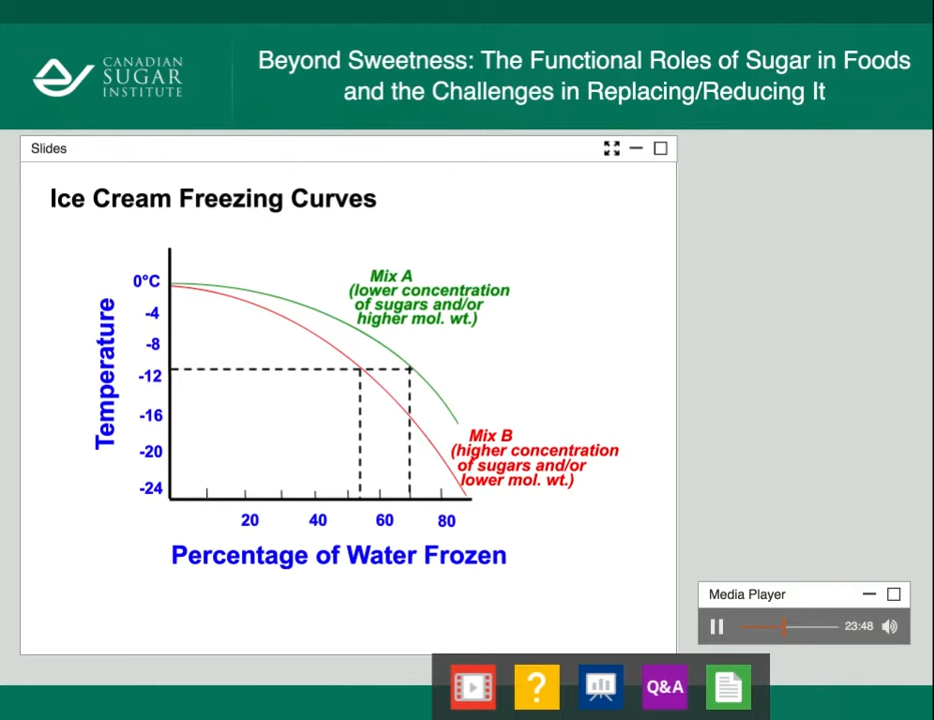 CANADIAN
SUGAR
INSTITUTE
Beyond Sweetness: The Functional Roles of Sugar in Foods
and the Challenges in Replacing/Reducing It
Slides
Ice Cream Freezing Curves
Temperature
0°C
-4
-8
-12
-16
-20
-24
Mix A
(lower concentration
of sugars and/or
higher mol. wt.)
Mix B
(higher concentration
of sugars and/or
lower mol. wt.)
20 40 60 80
Percentage of Water Frozen
Media Player
23:48
?
Q&A